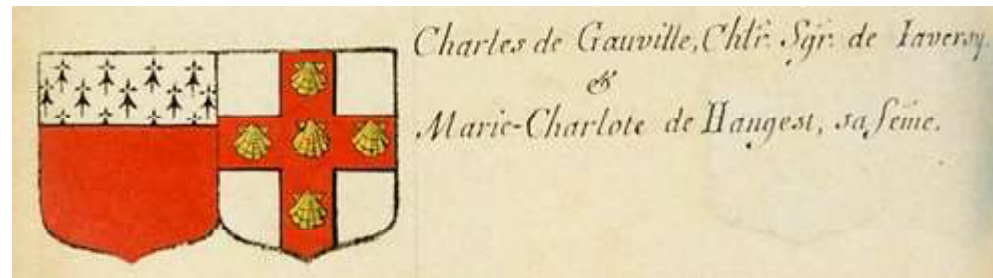 Charles de Gauville, Chlr. Sgr. de Iaversy.
&
Marie-Charlote de Hangest, sa feme.